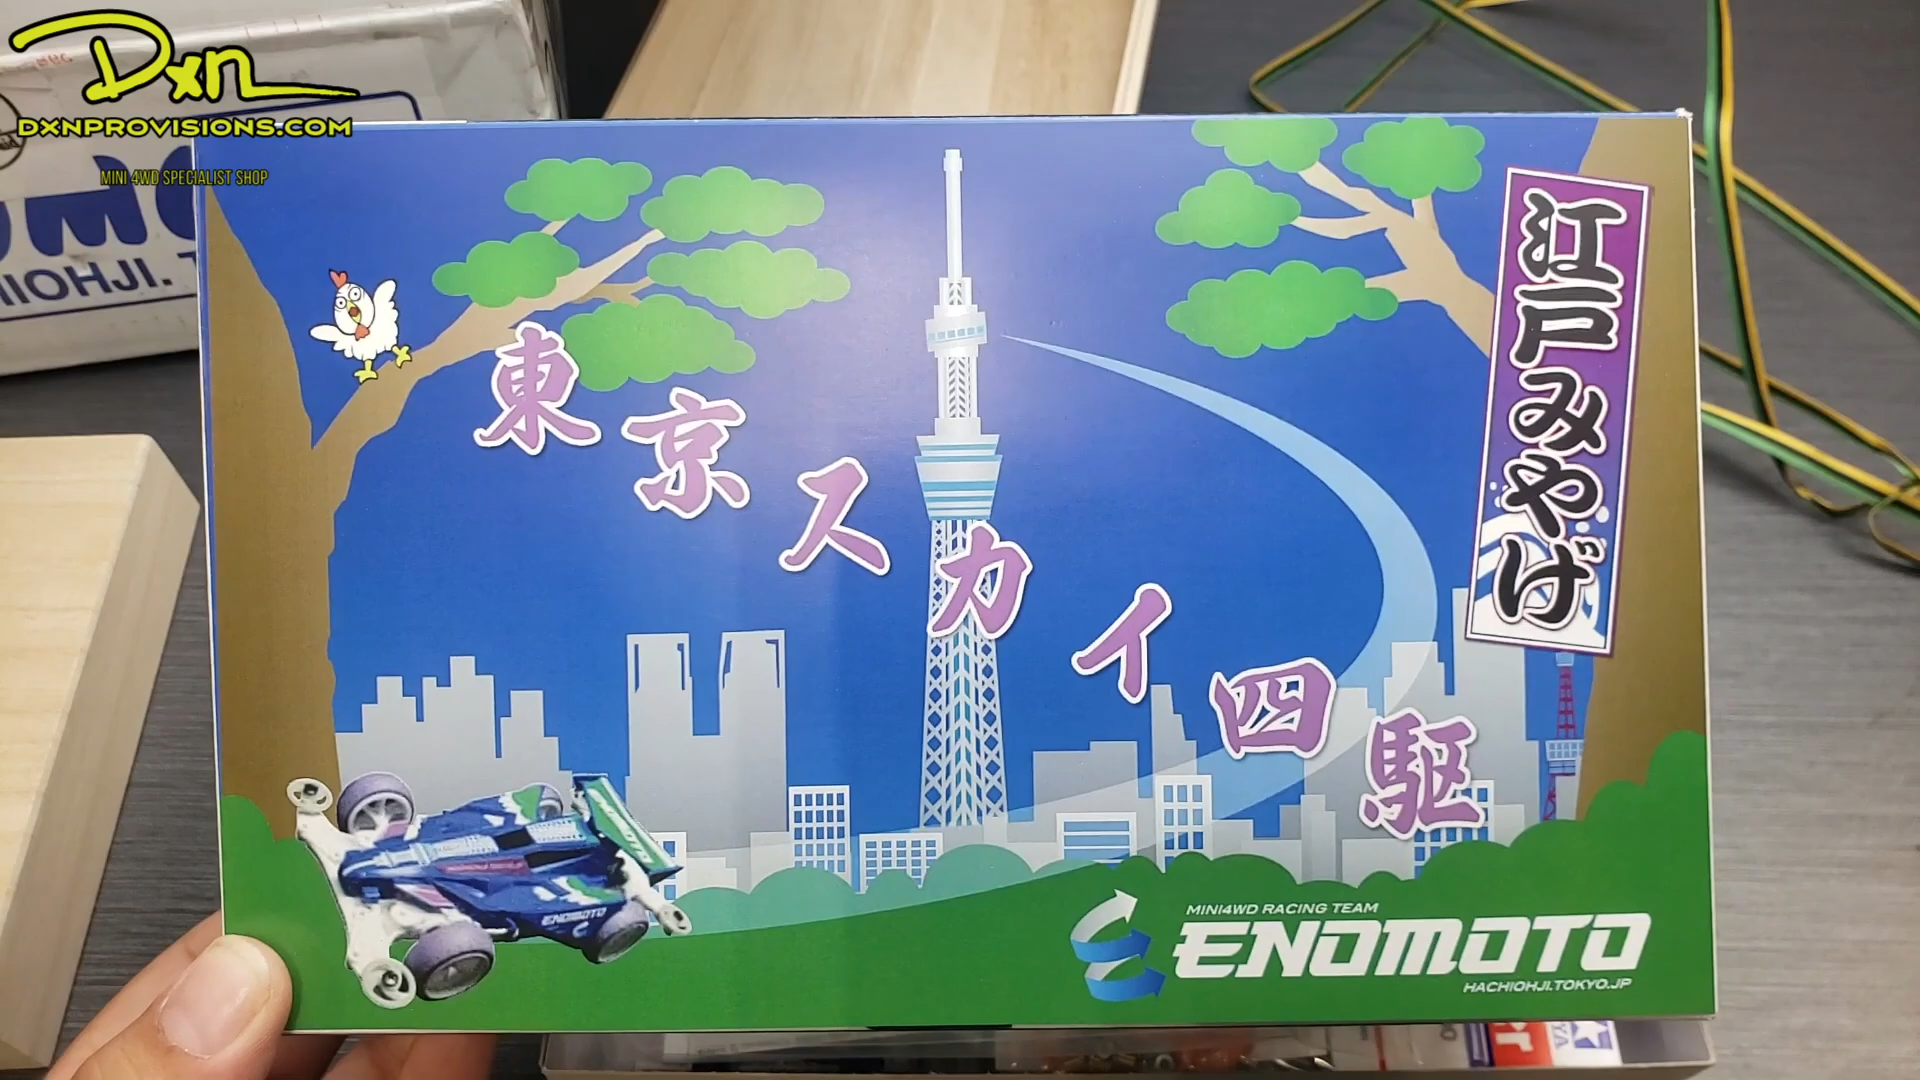 Dxn
DXNPROVISIONS.COM
MINI 4WD SPECIALIST SHOP
東京スカイ四駆
江戸みやげ
ENOMOTO
MINI4WD RACING TEAM
ENOMOTO
HACHIOHJI.TOKYO.JP